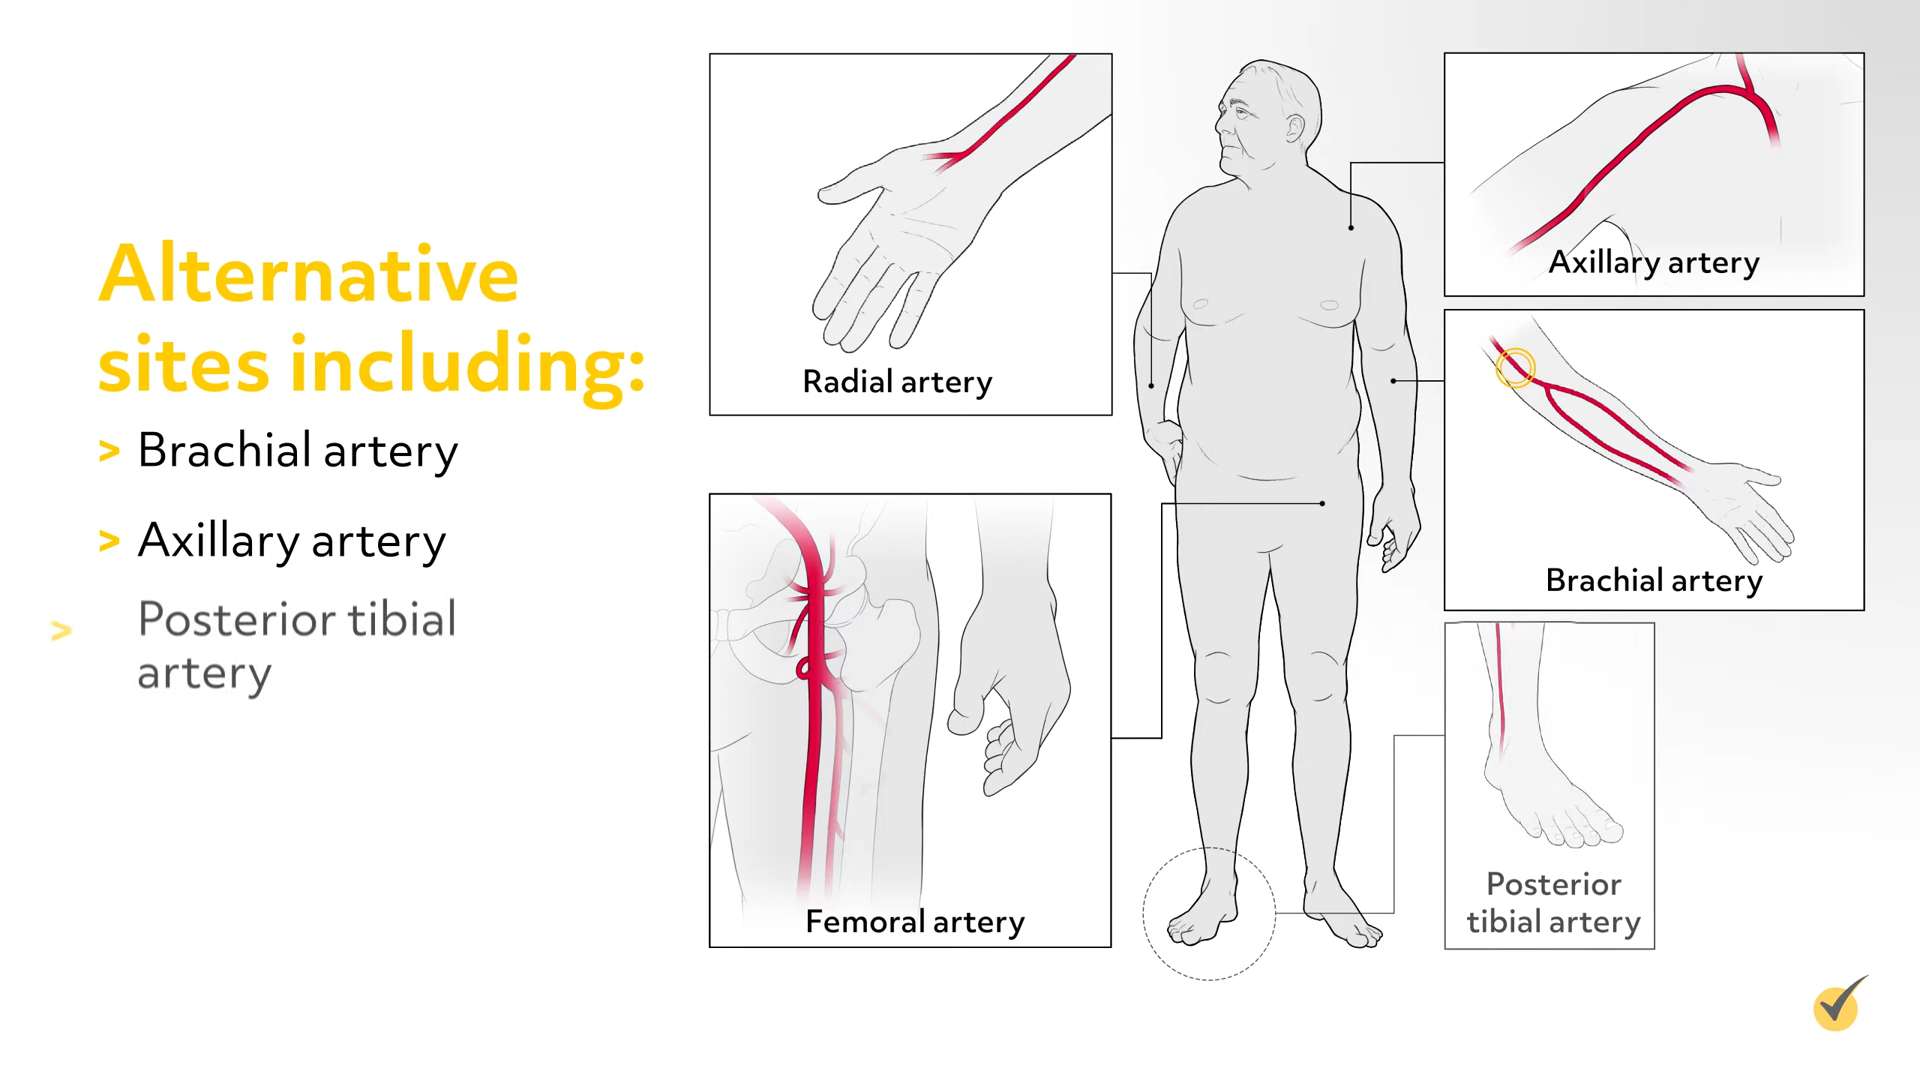 Alternative
sites including:
> Brachial artery
> Axillary artery
> Posterior tibial
artery
Radial artery
Femoral artery
Axillary artery
Brachial artery
Posterior
tibial artery